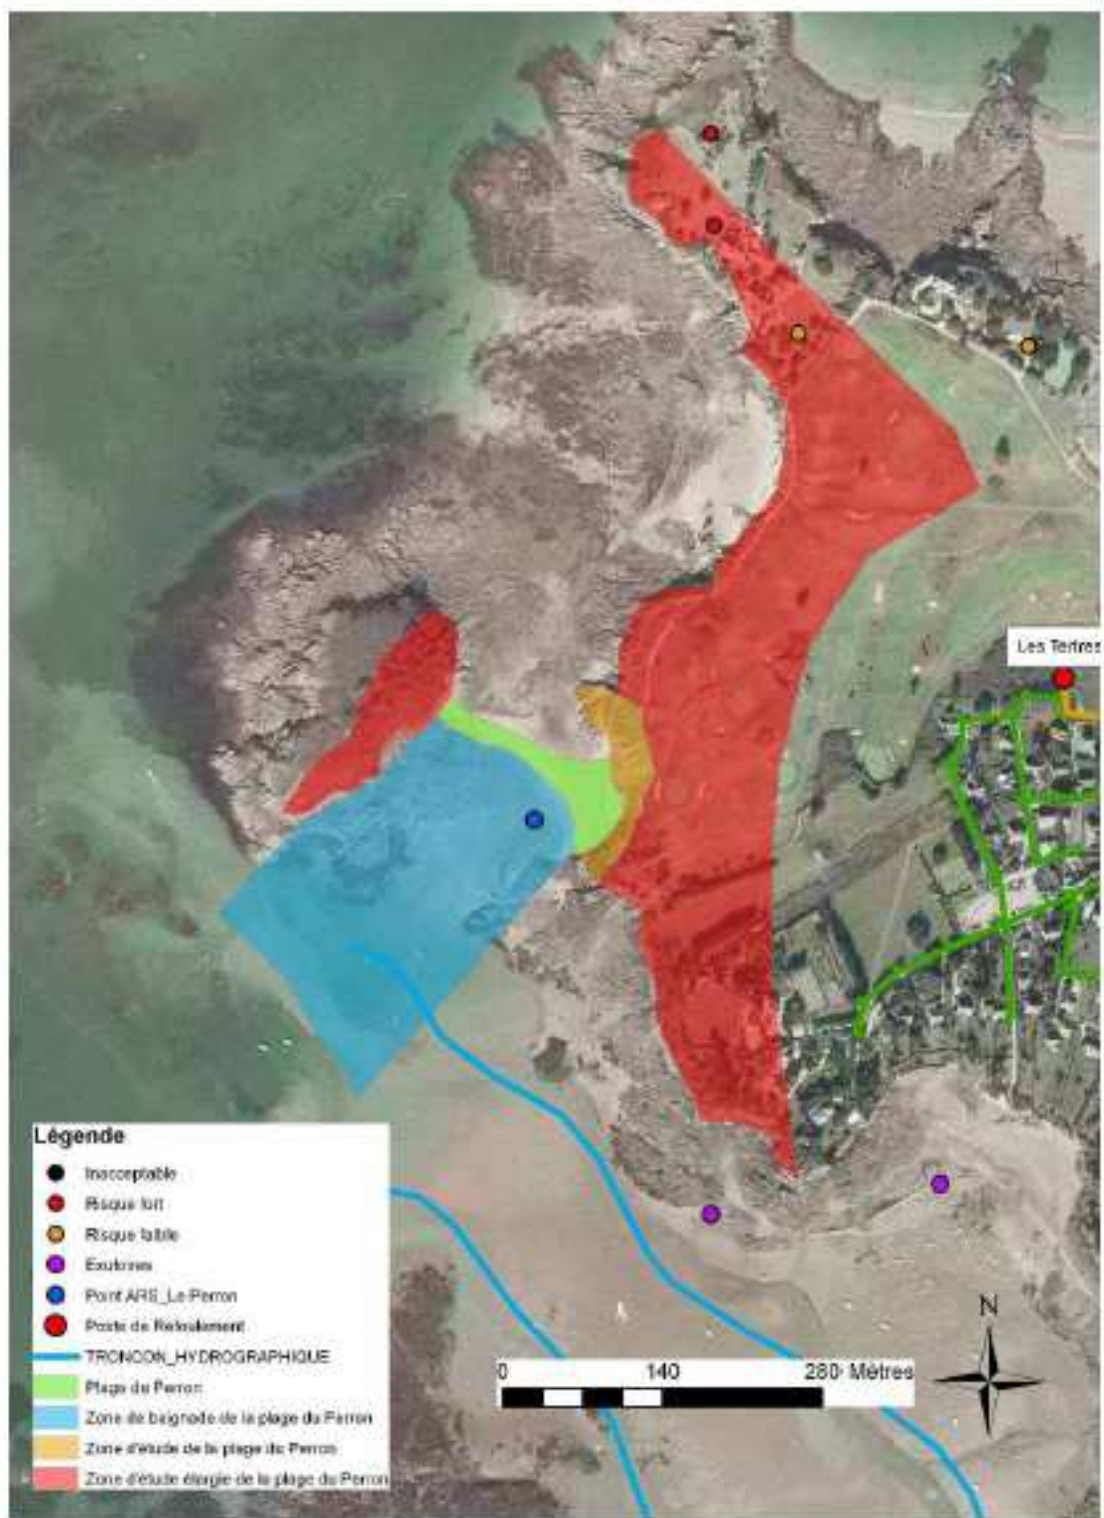 Les Tertres
Légende
Inacceptable
Risque fort
Risque faible
Exutoires
Point ARS_Le Perron
Poste de Refoulement
TRONCON_HYDROGRAPHIQUE
Plage du Perron
Zone de baignade de la plage du Perron
Zone d'étude de la plage du Perron
Zone d'étude élargie de la plage du Perron
0 140 280 Mètres
N